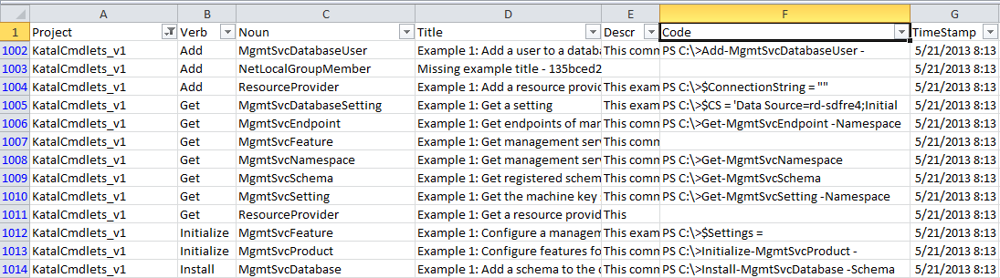 A B C D E F G
1 Project Verb Noun Title Descr Code TimeStamp
1002 KatalCmdlets_v1 Add MgmtSvcDatabaseUser Example 1: Add a user to a databa This comm PS C:\>Add-MgmtSvcDatabaseUser - 5/21/2013 8:13
1003 KatalCmdlets_v1 Add NetLocalGroupMember Missing example title - 135bced2 5/21/2013 8:13
1004 KatalCmdlets_v1 Add ResourceProvider Example 1: Add a resource provid This exam PS C:\>$ConnectionString = "" 5/21/2013 8:13
1005 KatalCmdlets_v1 Get MgmtSvcDatabaseSetting Example 1: Get a setting This exam PS C:\>$CS = 'Data Source=rd-sdfre4;Initial 5/21/2013 8:13
1006 KatalCmdlets_v1 Get MgmtSvcEndpoint Example 1: Get endpoints of mar This comm PS C:\>Get-MgmtSvcEndpoint -Namespace 5/21/2013 8:13
1007 KatalCmdlets_v1 Get MgmtSvcFeature Example 1: Get management serv This comm 5/21/2013 8:13
1008 KatalCmdlets_v1 Get MgmtSvcNamespace Example 1: Get management serv This comm PS C:\>Get-MgmtSvcNamespace 5/21/2013 8:13
1009 KatalCmdlets_v1 Get MgmtSvcSchema Example 1: Get registered schem This comm PS C:\>Get-MgmtSvcSchema 5/21/2013 8:13
1010 KatalCmdlets_v1 Get MgmtSvcSetting Example 1: Get the machine key This comm PS C:\>Get-MgmtSvcSetting -Namespace 5/21/2013 8:13
1011 KatalCmdlets_v1 Get ResourceProvider Example 1: Get a resource provid This 5/21/2013 8:13
1012 KatalCmdlets_v1 Initialize MgmtSvcFeature Example 1: Configure a managem This exam PS C:\>$Settings = 5/21/2013 8:13
1013 KatalCmdlets_v1 Initialize MgmtSvcProduct Example 1: Configure features fo This comm PS C:\>Initialize-MgmtSvcProduct - 5/21/2013 8:13
1014 KatalCmdlets_v1 Install MgmtSvcDatabase Example 1: Add a schema to the d This comm PS C:\>Install-MgmtSvcDatabase -Schema 5/21/2013 8:13